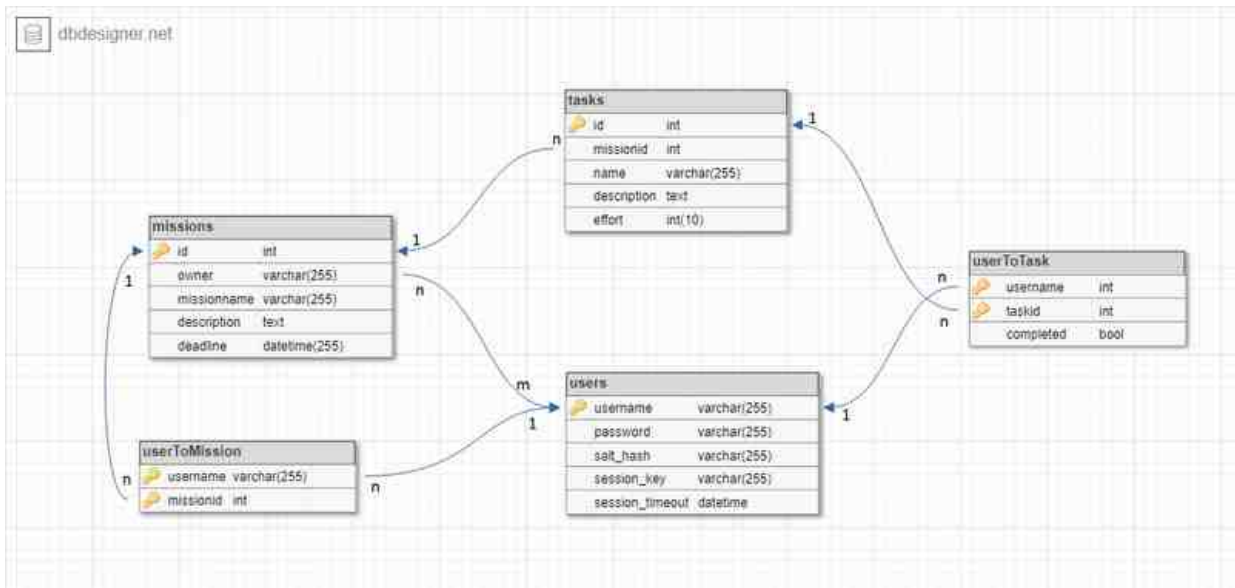 dbdesigner.net
tasks
id int
missionid int
name varchar(255)
description text
effort int(10)
1
n
missions
id int
owner varchar(255)
missionname varchar(255)
description text
deadline datetime(255)
1
1
n
userToTask
username int
taskid int
completed bool
n
n
users
username varchar(255)
password varchar(255)
salt_hash varchar(255)
session_key varchar(255)
session_timeout datetime
m
1
1
userToMission
username varchar(255)
missionid int
n
n